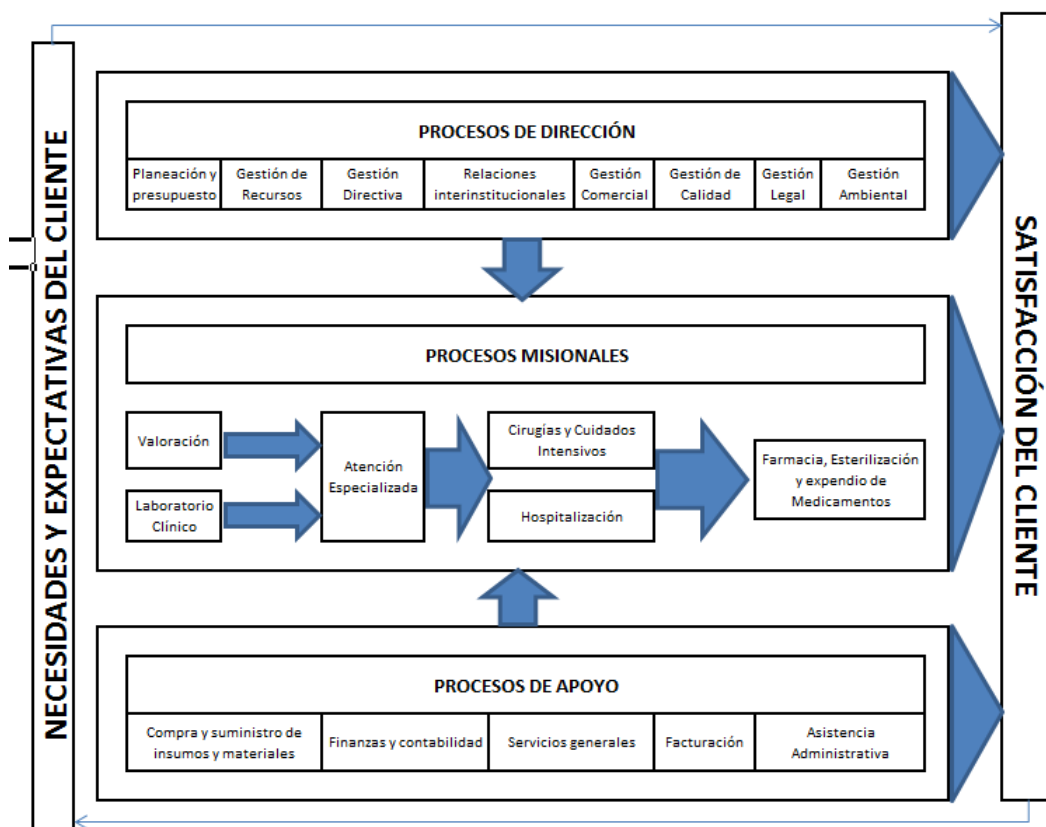 NECESIDADES Y EXPECTATIVAS DEL CLIENTE
PROCESOS DE DIRECCIÓN
Planeación y
presupuesto
Gestión de
Recursos
Gestión
Directiva
Relaciones
interinstitucionales
Gestión
Comercial
Gestión de
Calidad
Gestión
Legal
Gestión
Ambiental
PROCESOS MISIONALES
Valoración
Laboratorio
Clínico
Atención
Especializada
Cirugías y Cuidados
Intensivos
Hospitalización
Farmacia, Esterilización
y expendio de
Medicamentos
PROCESOS DE APOYO
Compra y suministro de
insumos y materiales
Finanzas y contabilidad
Servicios generales
Facturación
Asistencia
Administrativa
SATISFACCIÓN DEL CLIENTE